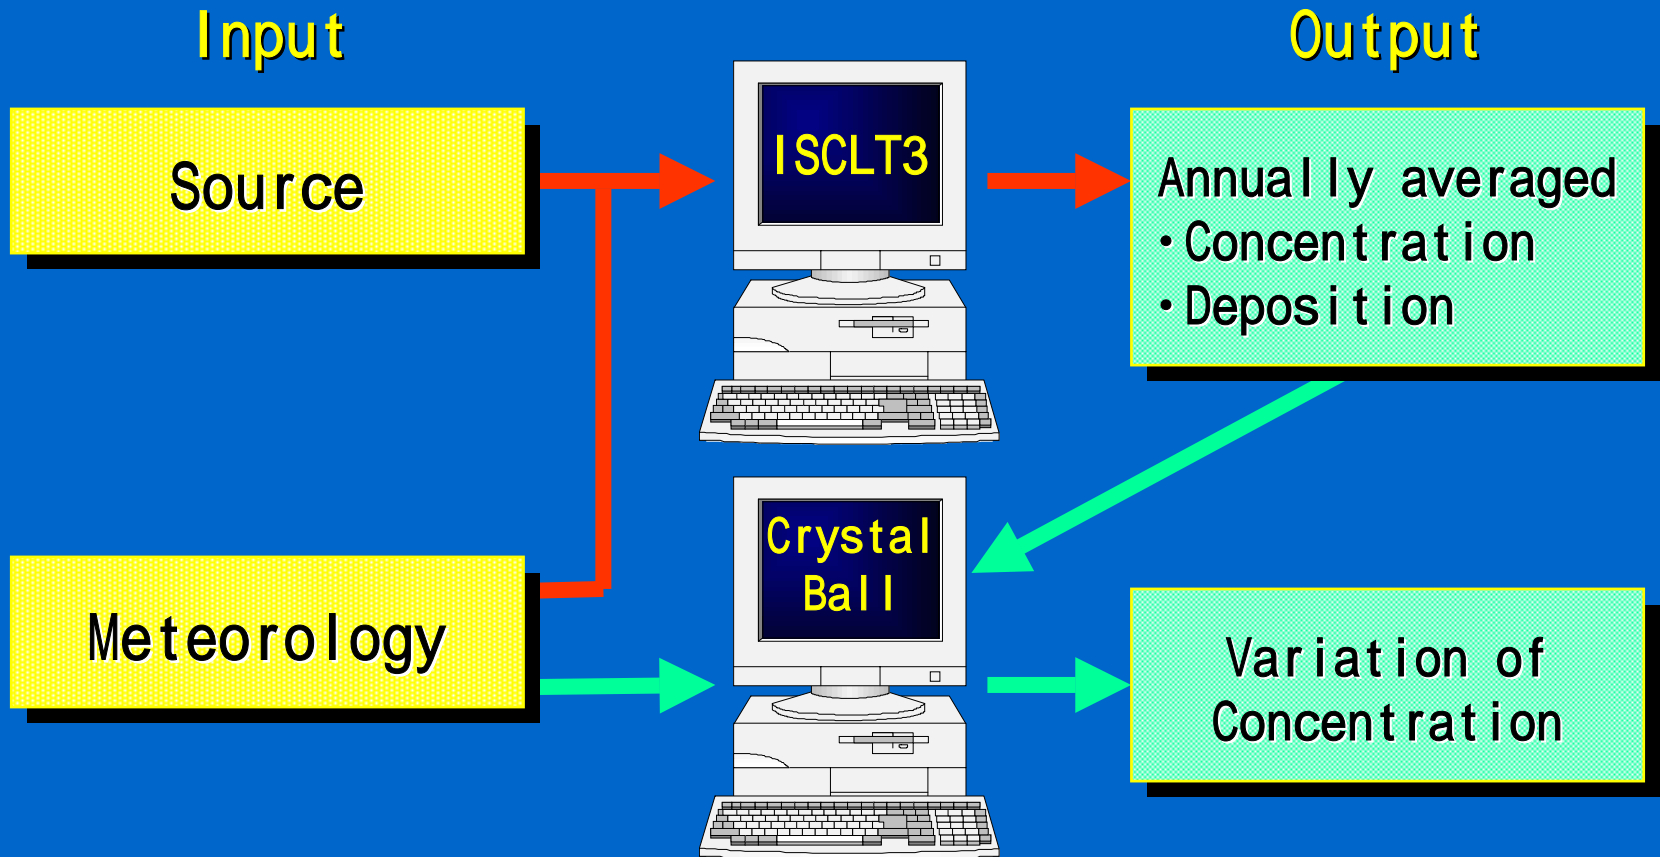 Input
Output
Source
ISCLT3
Annually averaged
・Concentration
・Deposition
Crystal
Ball
Meteorology
Variation of
Concentration